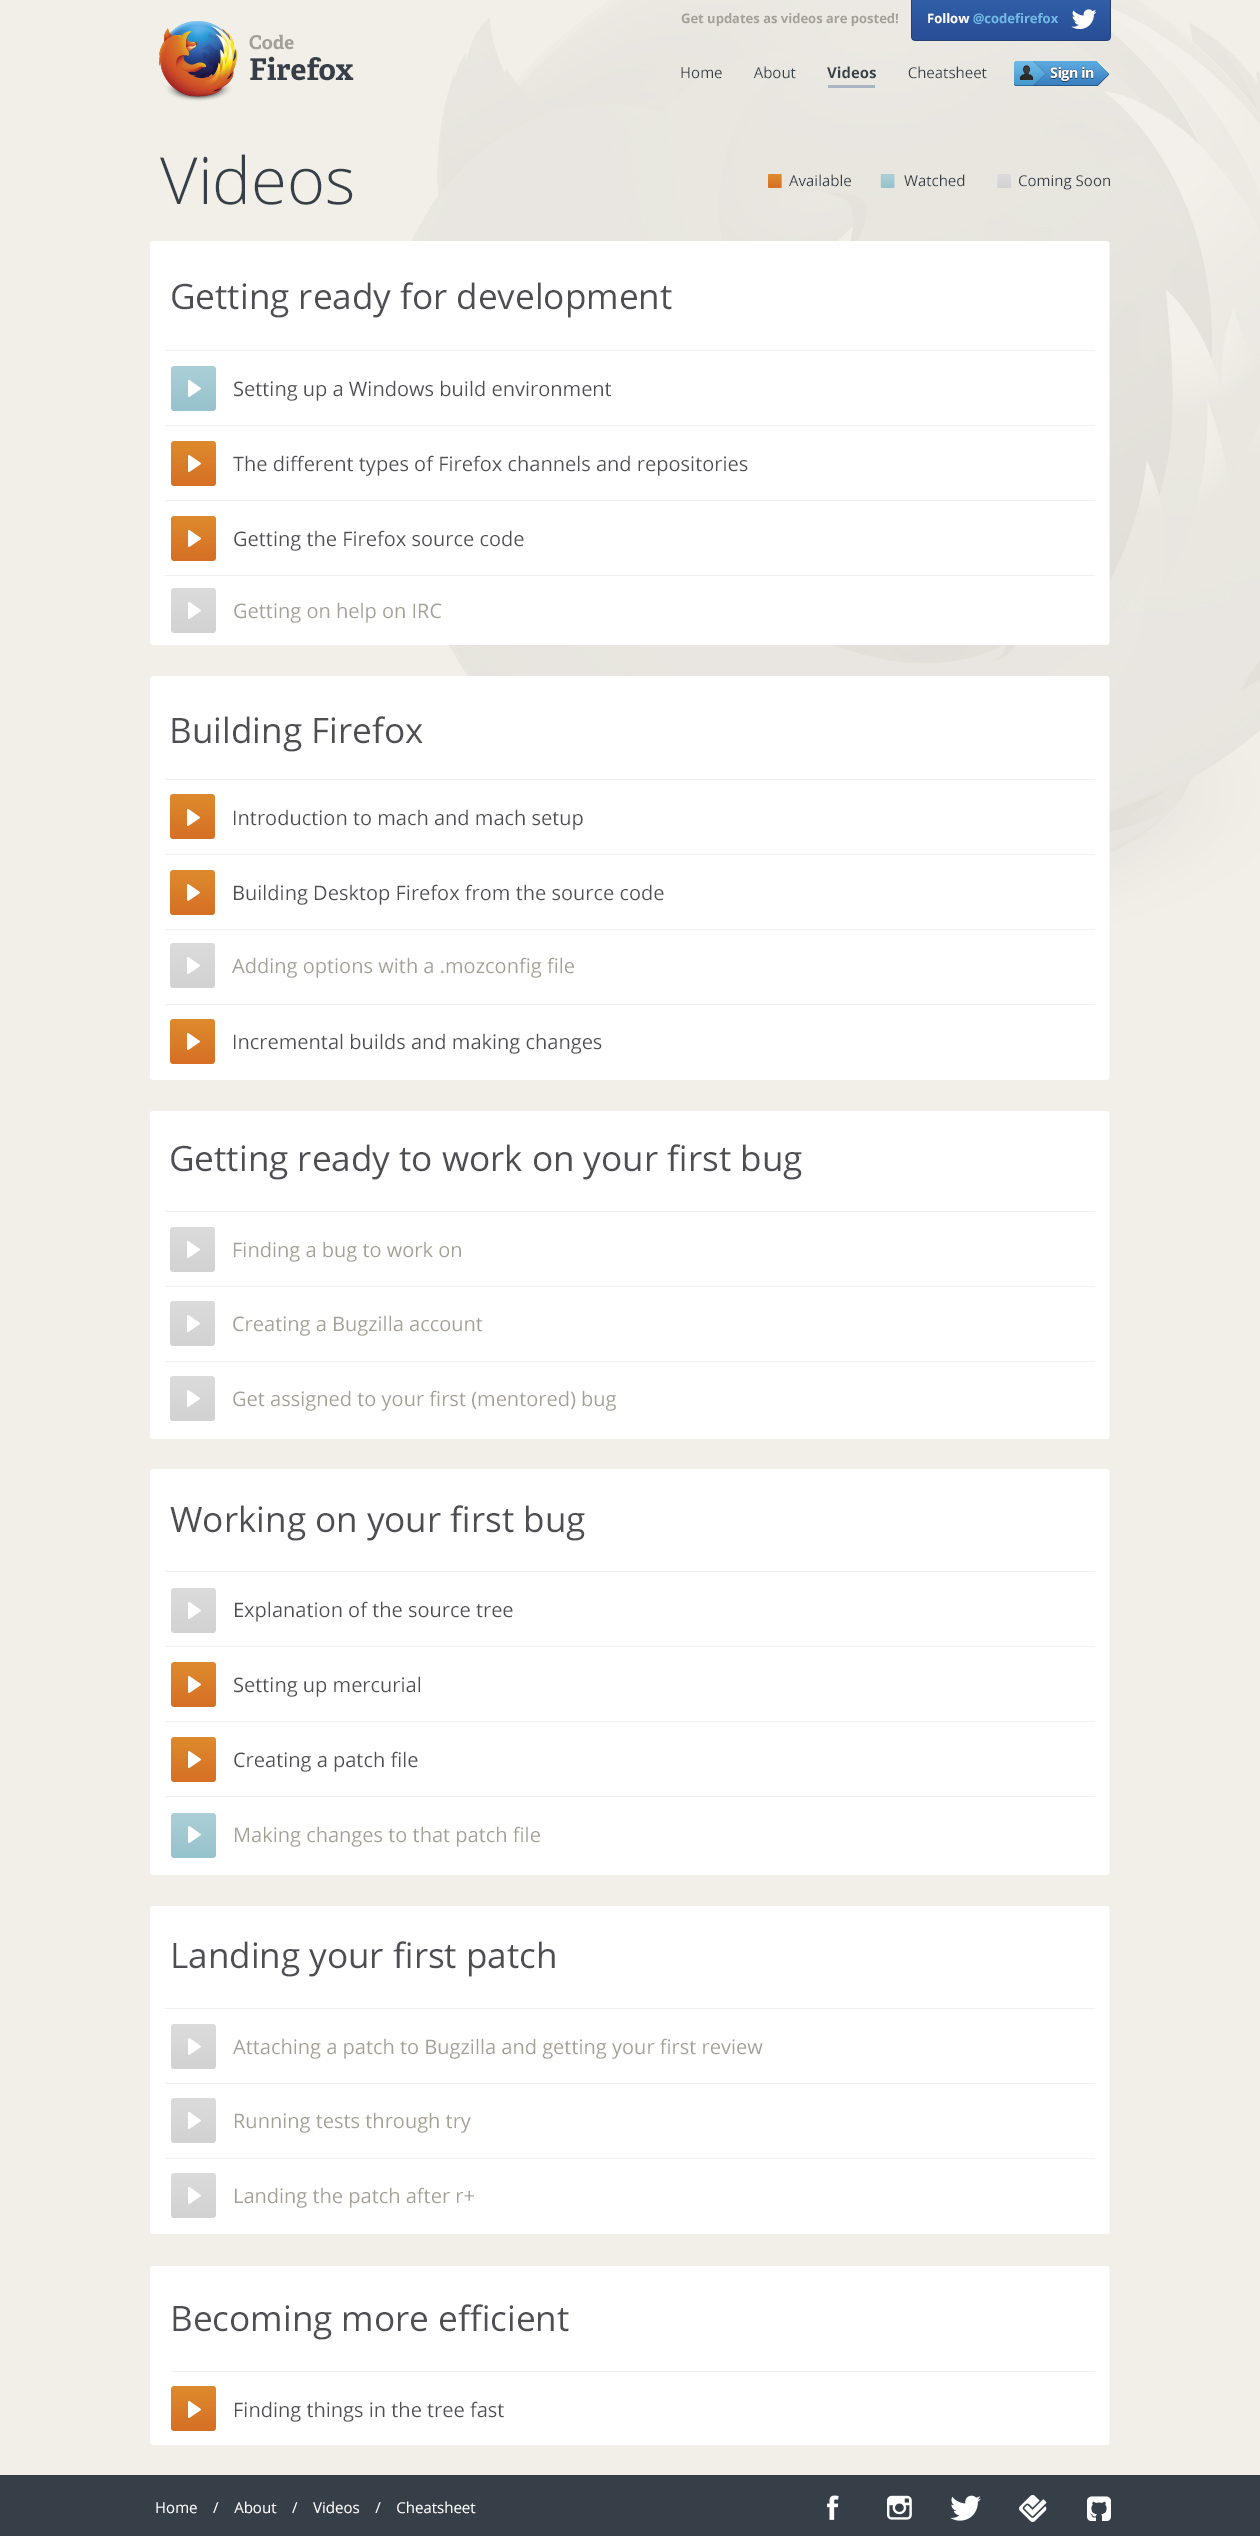 Get updates as videos are posted!
Follow @codefirefox
Code
Firefox
Home About Videos Cheatsheet Sign in
Videos
Available Watched Coming Soon
Getting ready for development
Setting up a Windows build environment
The different types of Firefox channels and repositories
Getting the Firefox source code
Getting on help on IRC
Building Firefox
Introduction to mach and mach setup
Building Desktop Firefox from the source code
Adding options with a .mozconfig file
Incremental builds and making changes
Getting ready to work on your first bug
Finding a bug to work on
Creating a Bugzilla account
Get assigned to your first (mentored) bug
Working on your first bug
Explanation of the source tree
Setting up mercurial
Creating a patch file
Making changes to that patch file
Landing your first patch
Attaching a patch to Bugzilla and getting your first review
Running tests through try
Landing the patch after r+
Becoming more efficient
Finding things in the tree fast
Home / About / Videos / Cheatsheet